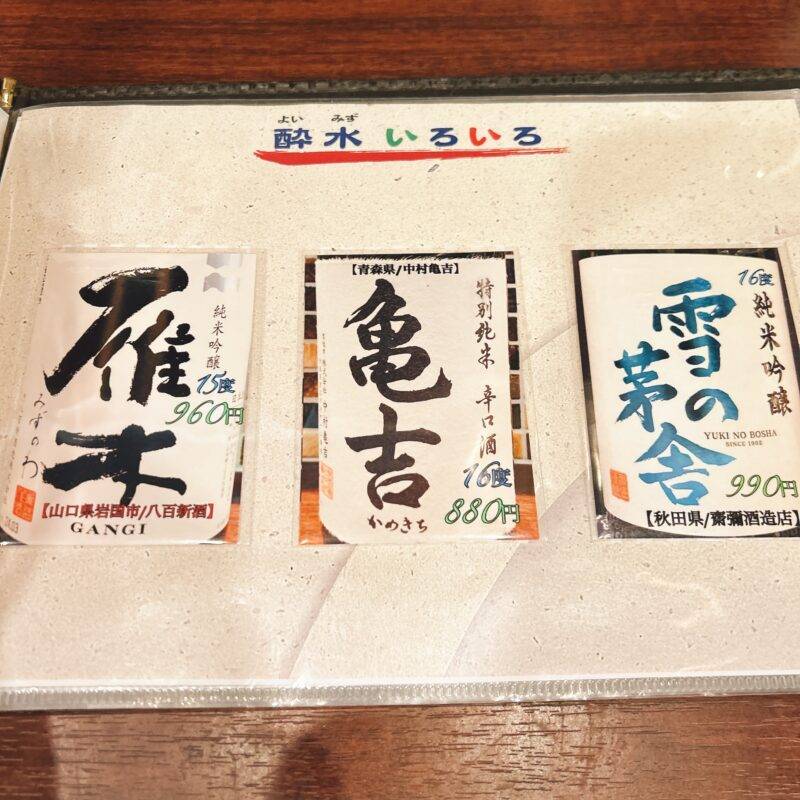 よい みず
酔水 いろいろ
雁木
純米吟醸
15度
960円
みずのわ
【山口県岩国市/八百新酒】
GANGI
【青森県/中村亀吉】
亀吉
特別純米 辛口酒
16度
880円
かめきち
16度
純米吟醸
雪の茅舎
YUKI NO BOSHA
SINCE 1902
990円
【秋田県/齋彌酒造店】